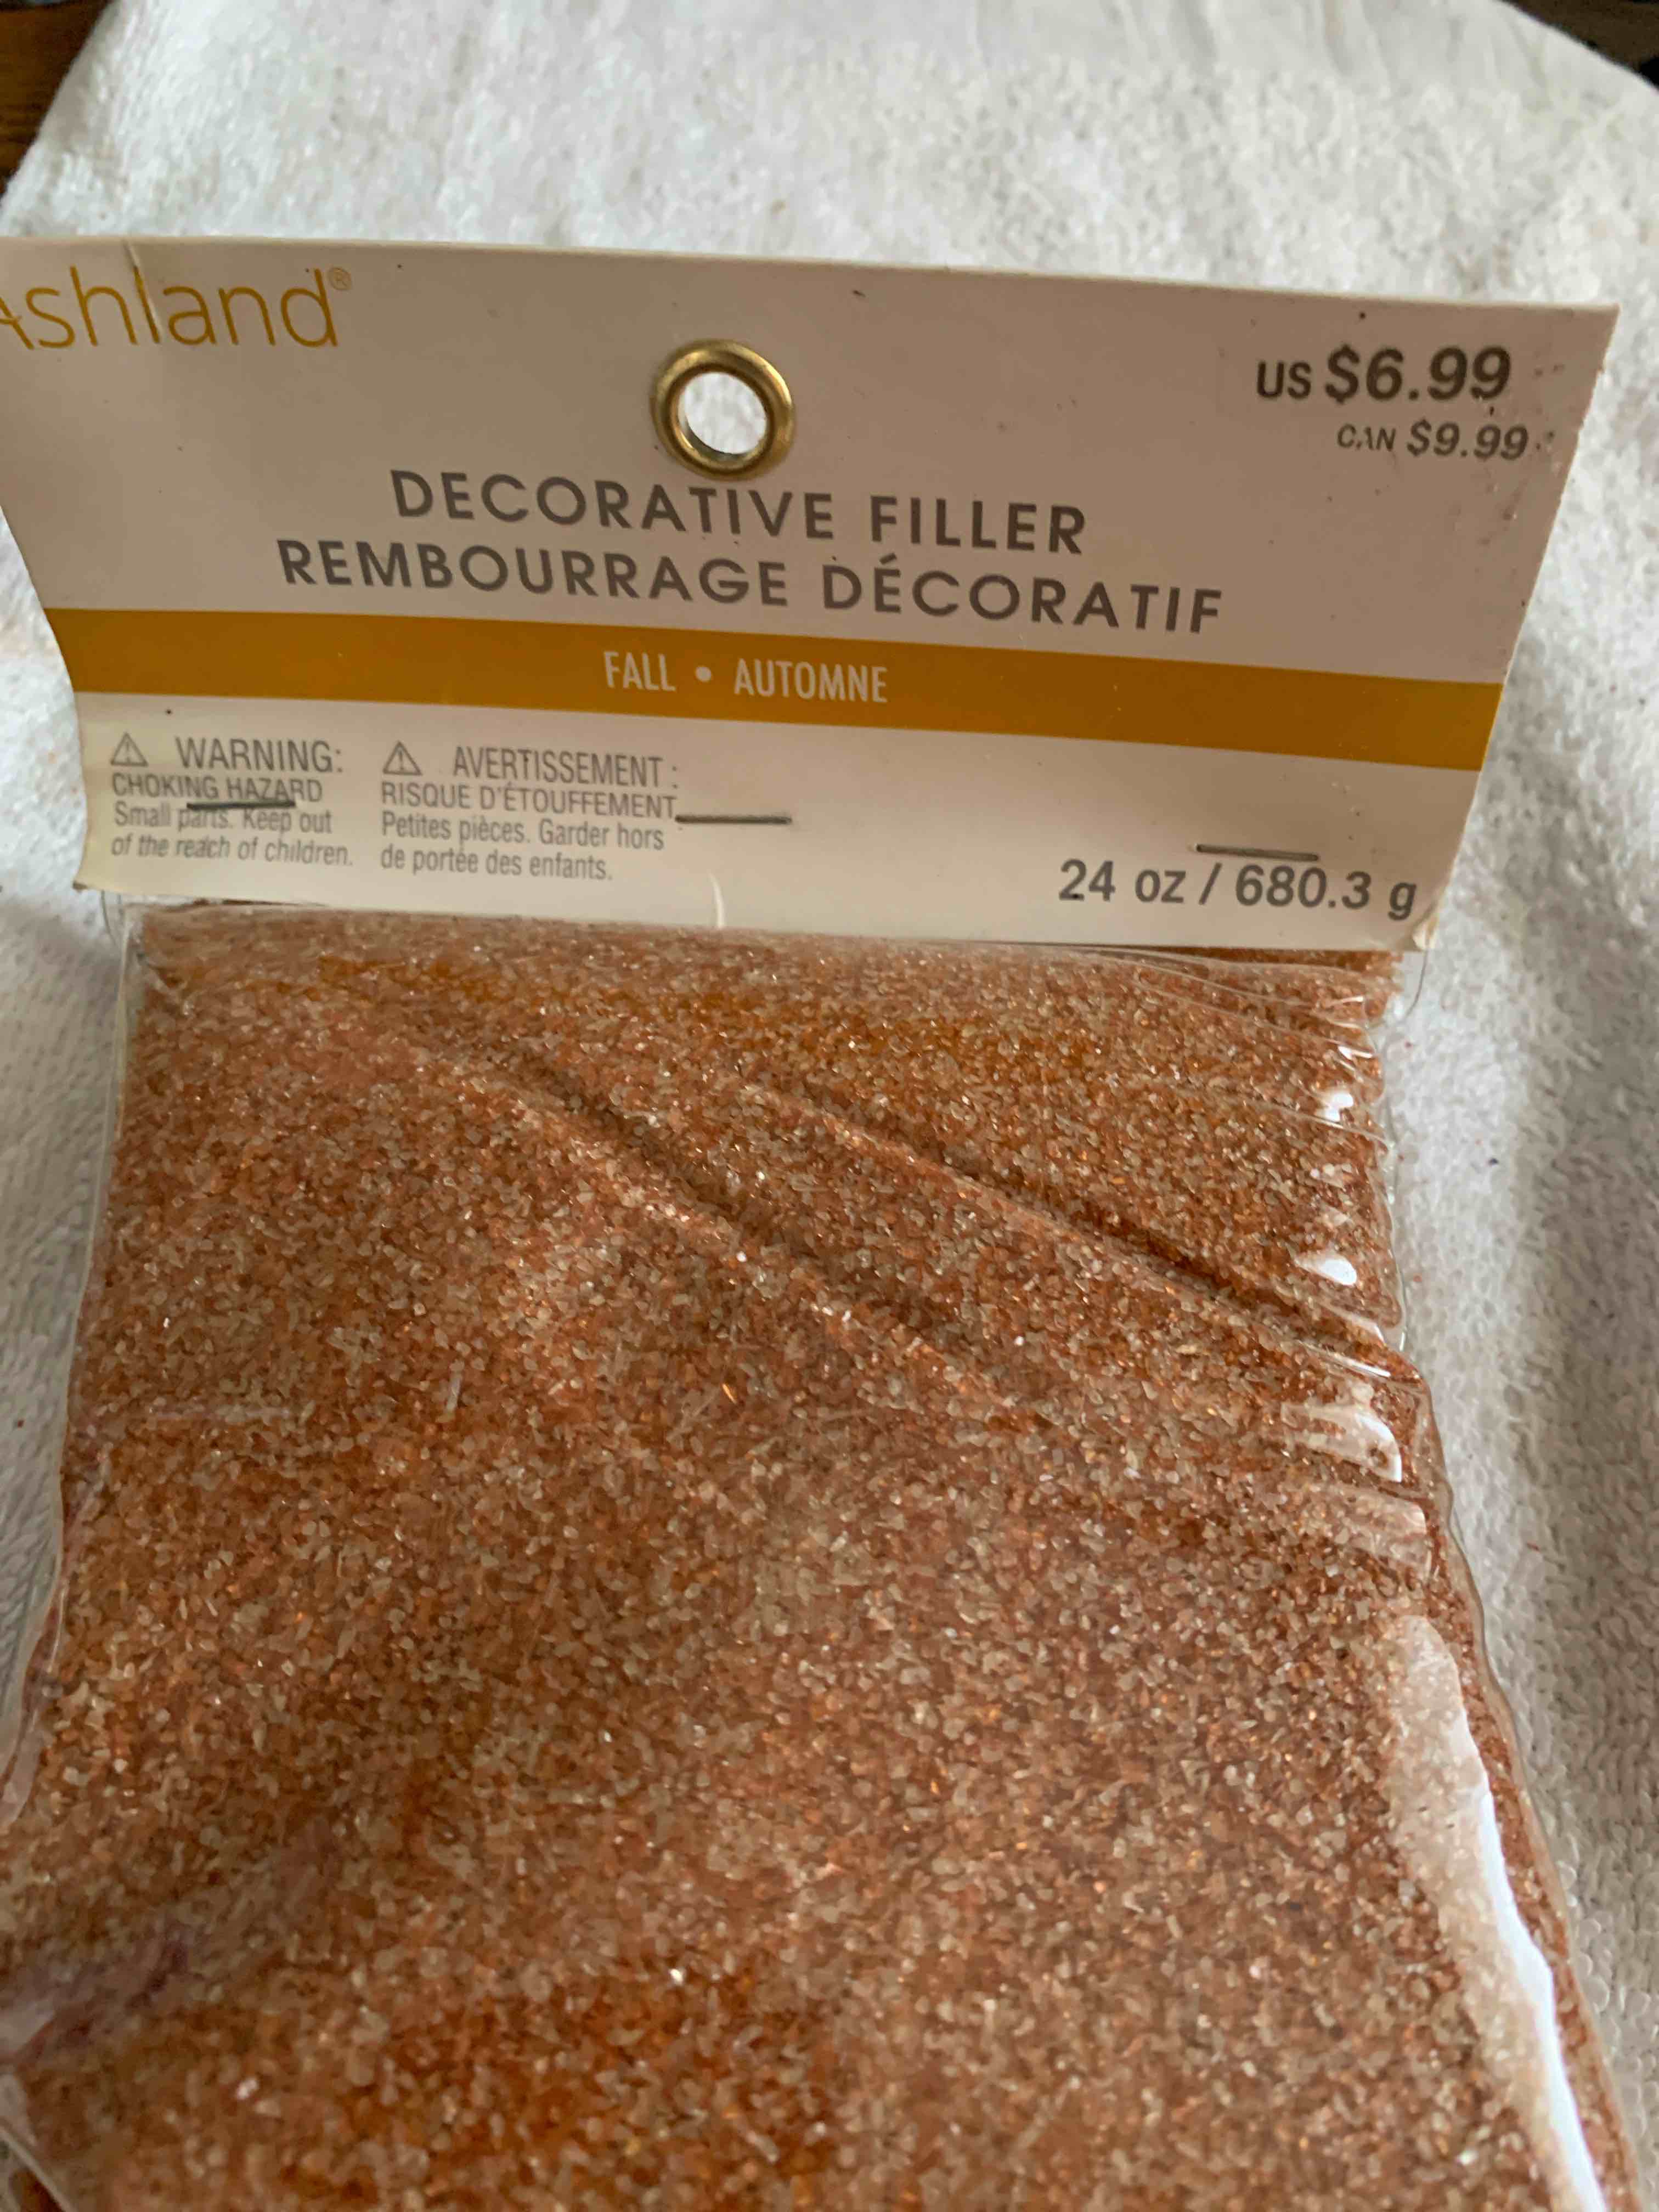 Ashland®
US $6.99
CAN $9.99
DECORATIVE FILLER
REMBOURRAGE DÉCORATIF
FALL • AUTOMNE
⚠ WARNING:
CHOKING HAZARD
Small parts. Keep out
of the reach of children.
⚠ AVERTISSEMENT :
RISQUE D'ÉTOUFFEMENT
Petites pièces. Garder hors
de portée des enfants.
24 oz / 680.3 g